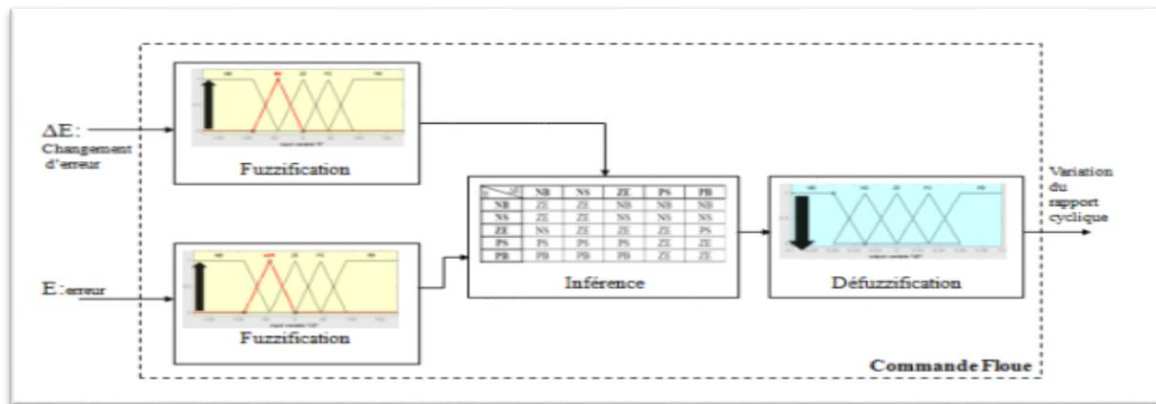 ΔE:
Changement
d'erreur
Fuzzification
E: erreur
Fuzzification
NB NS ZE PS PB
NB ZE ZE NB NB NB
NS ZE ZE NS NS NS
ZE NS ZE ZE ZE PS
PS PS PS PS ZE ZE
PB PB PB PB ZE ZE
Inférence
Défuzzification
Variation
du
rapport
cyclique
Commande Floue